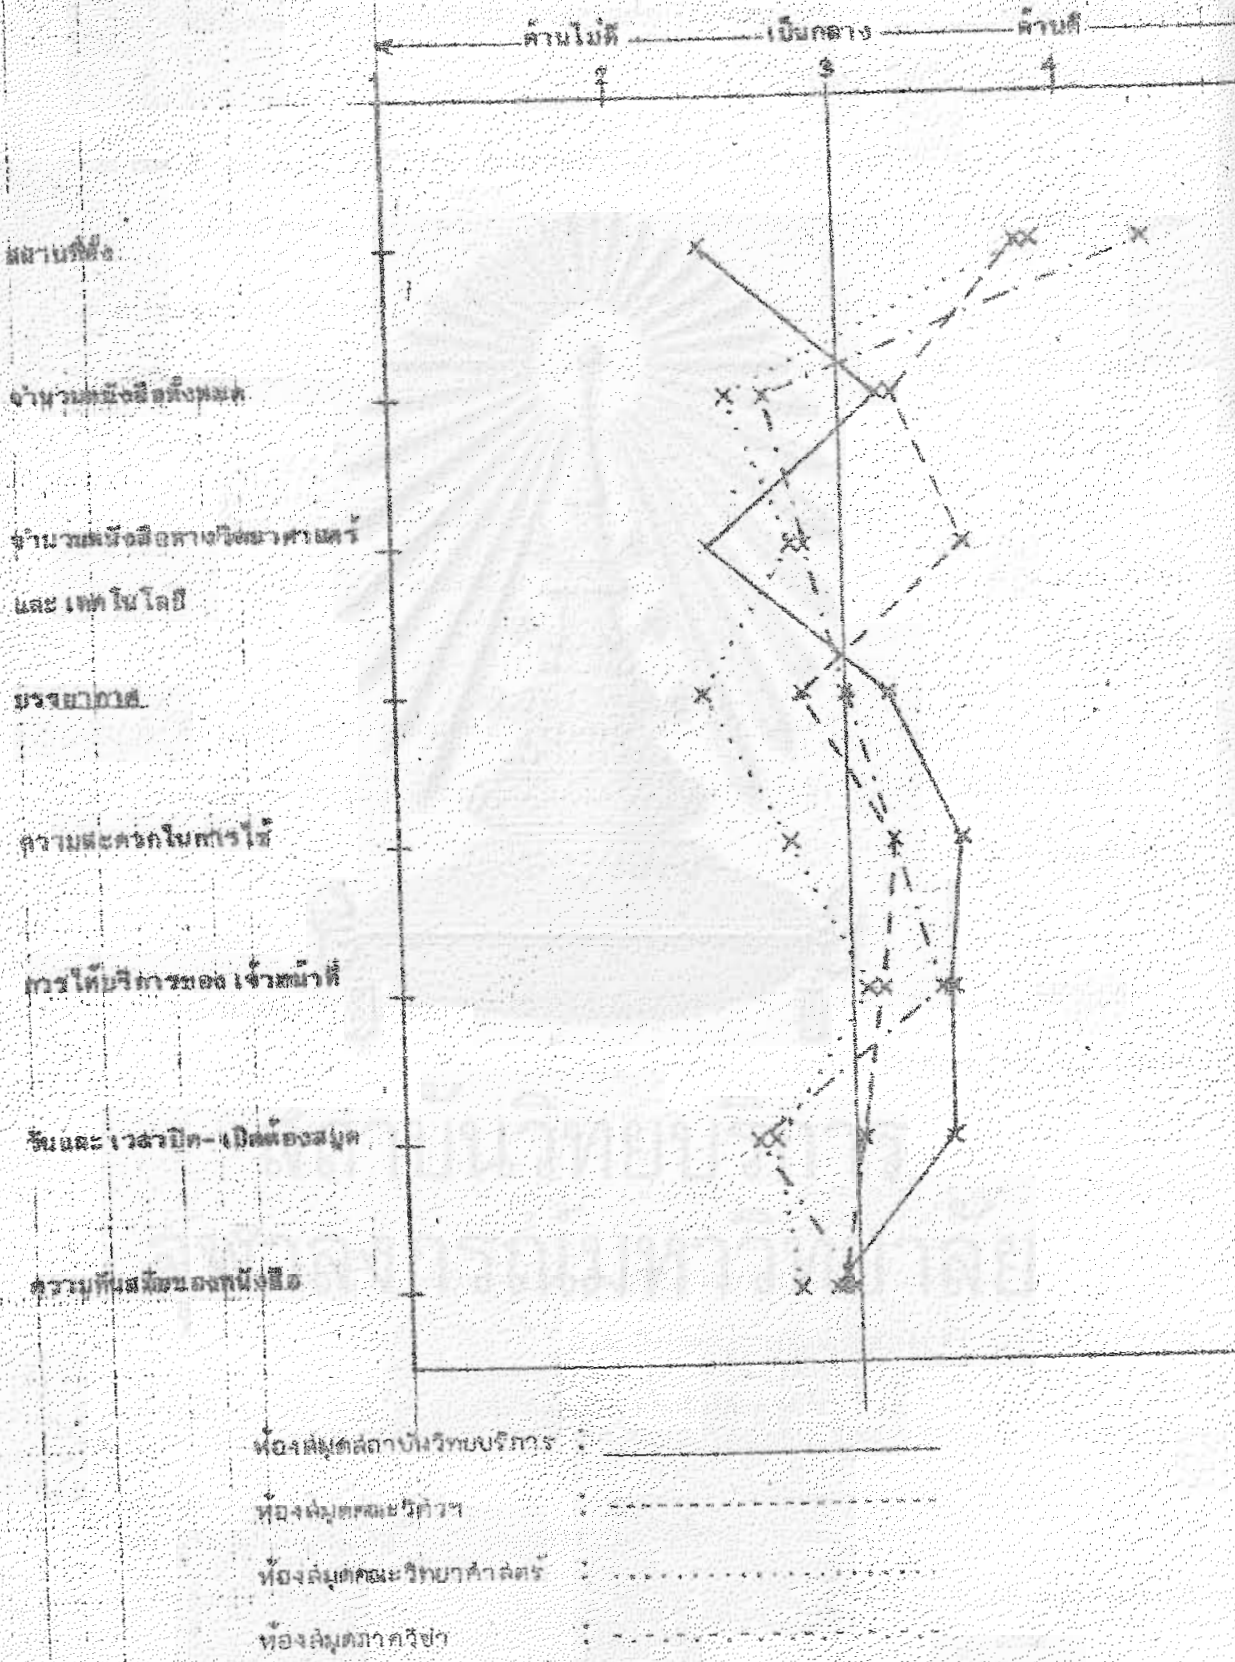 ด้านไม่ดี เป็นกลาง ด้านดี
1 2 3 4
สถานที่ตั้ง
จำนวนหนังสือทั้งหมด
จำนวนหนังสือทางวิทยาศาสตร์
และ เทคโนโลยี
บรรยากาศ
ความสะดวกในการใช้
การให้บริการของ เจ้าหน้าที่
วันและ เวลาปิด-เปิดห้องสมุด
ความทันสมัยของหนังสือ
ห้องสมุดสถาบันวิทยบริการ :
ห้องสมุดคณะวิศวฯ :
ห้องสมุดคณะวิทยาศาสตร์ :
ห้องสมุดภาควิชา :